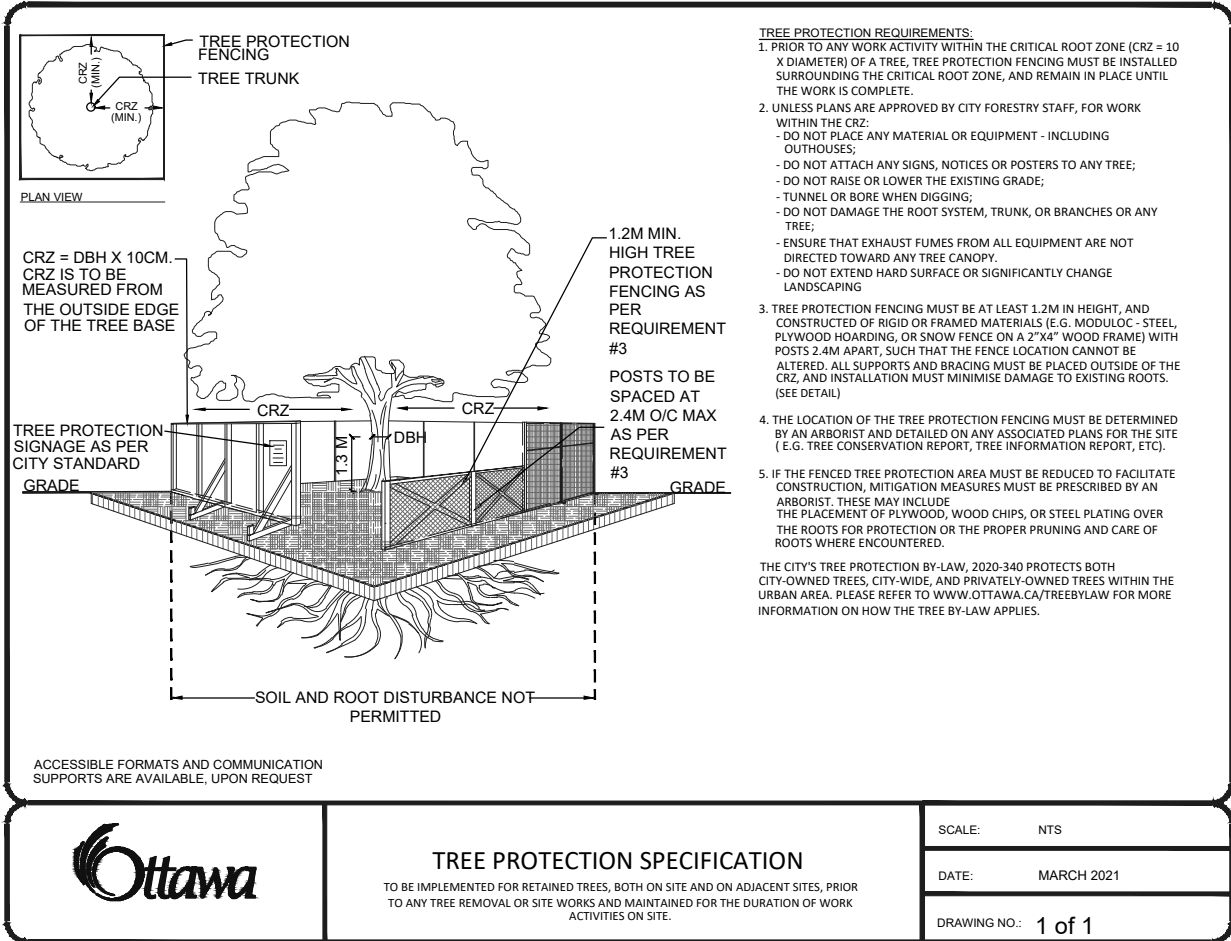 TREE PROTECTION
FENCING
TREE TRUNK
CRZ
(MIN.)
CRZ
(MIN.)
PLAN VIEW
CRZ = DBH X 10CM.
CRZ IS TO BE
MEASURED FROM
THE OUTSIDE EDGE
OF THE TREE BASE
1.2M MIN.
HIGH TREE
PROTECTION
FENCING AS
PER
REQUIREMENT
#3
POSTS TO BE
SPACED AT
2.4M O/C MAX
AS PER
REQUIREMENT
#3
CRZ
CRZ
TREE PROTECTION
SIGNAGE AS PER
CITY STANDARD
1.3 M
DBH
GRADE
GRADE
SOIL AND ROOT DISTURBANCE NOT
PERMITTED
ACCESSIBLE FORMATS AND COMMUNICATION
SUPPORTS ARE AVAILABLE, UPON REQUEST
TREE PROTECTION REQUIREMENTS:
1. PRIOR TO ANY WORK ACTIVITY WITHIN THE CRITICAL ROOT ZONE (CRZ = 10
X DIAMETER) OF A TREE, TREE PROTECTION FENCING MUST BE INSTALLED
SURROUNDING THE CRITICAL ROOT ZONE, AND REMAIN IN PLACE UNTIL
THE WORK IS COMPLETE.
2. UNLESS PLANS ARE APPROVED BY CITY FORESTRY STAFF, FOR WORK
WITHIN THE CRZ:
- DO NOT PLACE ANY MATERIAL OR EQUIPMENT - INCLUDING
OUTHOUSES;
- DO NOT ATTACH ANY SIGNS, NOTICES OR POSTERS TO ANY TREE;
- DO NOT RAISE OR LOWER THE EXISTING GRADE;
- TUNNEL OR BORE WHEN DIGGING;
- DO NOT DAMAGE THE ROOT SYSTEM, TRUNK, OR BRANCHES OR ANY
TREE;
- ENSURE THAT EXHAUST FUMES FROM ALL EQUIPMENT ARE NOT
DIRECTED TOWARD ANY TREE CANOPY.
- DO NOT EXTEND HARD SURFACE OR SIGNIFICANTLY CHANGE
LANDSCAPING
3. TREE PROTECTION FENCING MUST BE AT LEAST 1.2M IN HEIGHT, AND
CONSTRUCTED OF RIGID OR FRAMED MATERIALS (E.G. MODULOC - STEEL,
PLYWOOD HOARDING, OR SNOW FENCE ON A 2”X4” WOOD FRAME) WITH
POSTS 2.4M APART, SUCH THAT THE FENCE LOCATION CANNOT BE
ALTERED. ALL SUPPORTS AND BRACING MUST BE PLACED OUTSIDE OF THE
CRZ, AND INSTALLATION MUST MINIMISE DAMAGE TO EXISTING ROOTS.
(SEE DETAIL)
4. THE LOCATION OF THE TREE PROTECTION FENCING MUST BE DETERMINED
BY AN ARBORIST AND DETAILED ON ANY ASSOCIATED PLANS FOR THE SITE
( E.G. TREE CONSERVATION REPORT, TREE INFORMATION REPORT, ETC).
5. IF THE FENCED TREE PROTECTION AREA MUST BE REDUCED TO FACILITATE
CONSTRUCTION, MITIGATION MEASURES MUST BE PRESCRIBED BY AN
ARBORIST. THESE MAY INCLUDE
THE PLACEMENT OF PLYWOOD, WOOD CHIPS, OR STEEL PLATING OVER
THE ROOTS FOR PROTECTION OR THE PROPER PRUNING AND CARE OF
ROOTS WHERE ENCOUNTERED.
THE CITY'S TREE PROTECTION BY-LAW, 2020-340 PROTECTS BOTH
CITY-OWNED TREES, CITY-WIDE, AND PRIVATELY-OWNED TREES WITHIN THE
URBAN AREA. PLEASE REFER TO WWW.OTTAWA.CA/TREEBYLAW FOR MORE
INFORMATION ON HOW THE TREE BY-LAW APPLIES.
Ottawa
TREE PROTECTION SPECIFICATION
TO BE IMPLEMENTED FOR RETAINED TREES, BOTH ON SITE AND ON ADJACENT SITES, PRIOR
TO ANY TREE REMOVAL OR SITE WORKS AND MAINTAINED FOR THE DURATION OF WORK
ACTIVITIES ON SITE.
SCALE: NTS
DATE: MARCH 2021
DRAWING NO.: 1 of 1